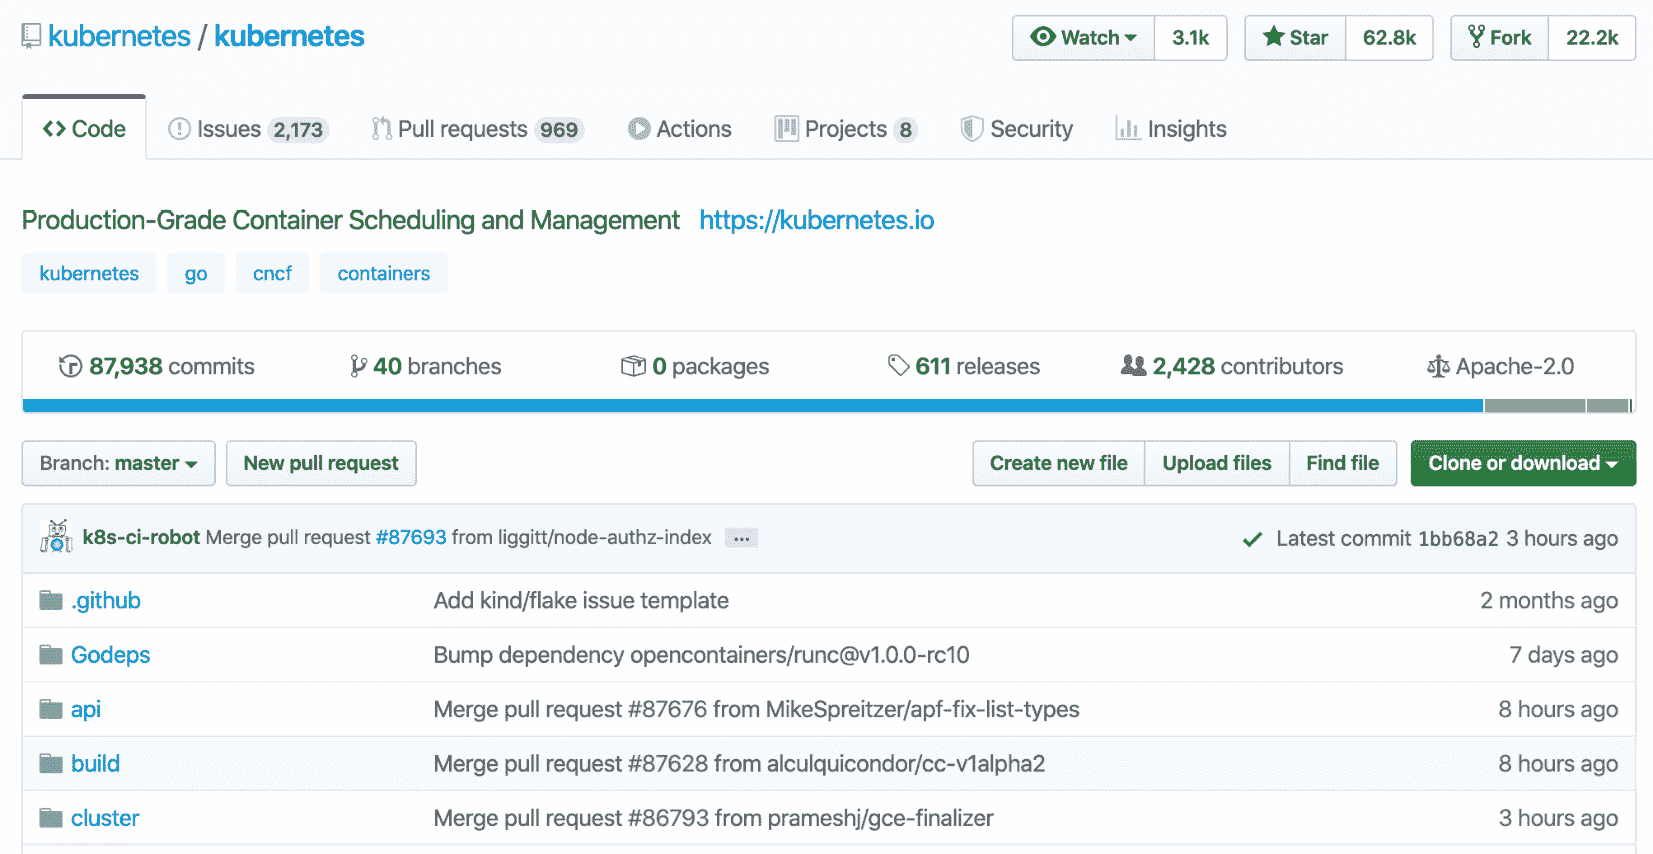 kubernetes / kubernetes Watch 3.1k Star 62.8k Fork 22.2k
Code Issues 2,173 Pull requests 969 Actions Projects 8 Security Insights
Production-Grade Container Scheduling and Management https://kubernetes.io
kubernetes go cncf containers
87,938 commits 40 branches 0 packages 611 releases 2,428 contributors Apache-2.0
Branch: master New pull request Create new file Upload files Find file Clone or download
k8s-ci-robot Merge pull request #87693 from liggitt/node-authz-index ... Latest commit 1bb68a2 3 hours ago
.github Add kind/flake issue template 2 months ago
Godeps Bump dependency opencontainers/runc@v1.0.0-rc10 7 days ago
api Merge pull request #87676 from MikeSpreitzer/apf-fix-list-types 8 hours ago
build Merge pull request #87628 from alculquicondor/cc-v1alpha2 8 hours ago
cluster Merge pull request #86793 from prameshj/gce-finalizer 3 hours ago